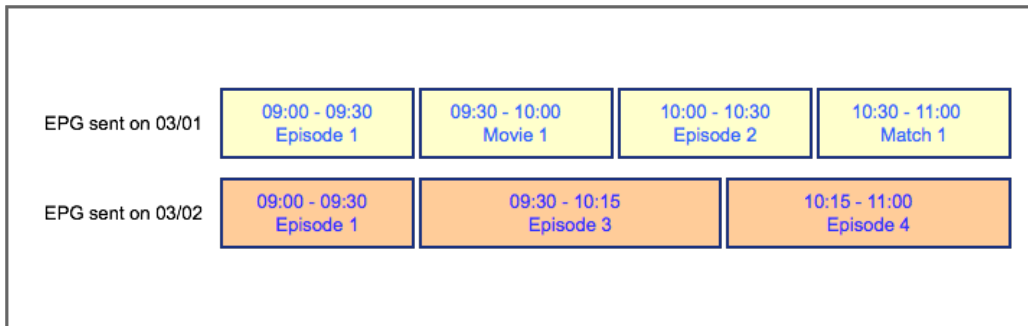 EPG sent on 03/01
09:00 - 09:30
Episode 1
09:30 - 10:00
Movie 1
10:00 - 10:30
Episode 2
10:30 - 11:00
Match 1
EPG sent on 03/02
09:00 - 09:30
Episode 1
09:30 - 10:15
Episode 3
10:15 - 11:00
Episode 4